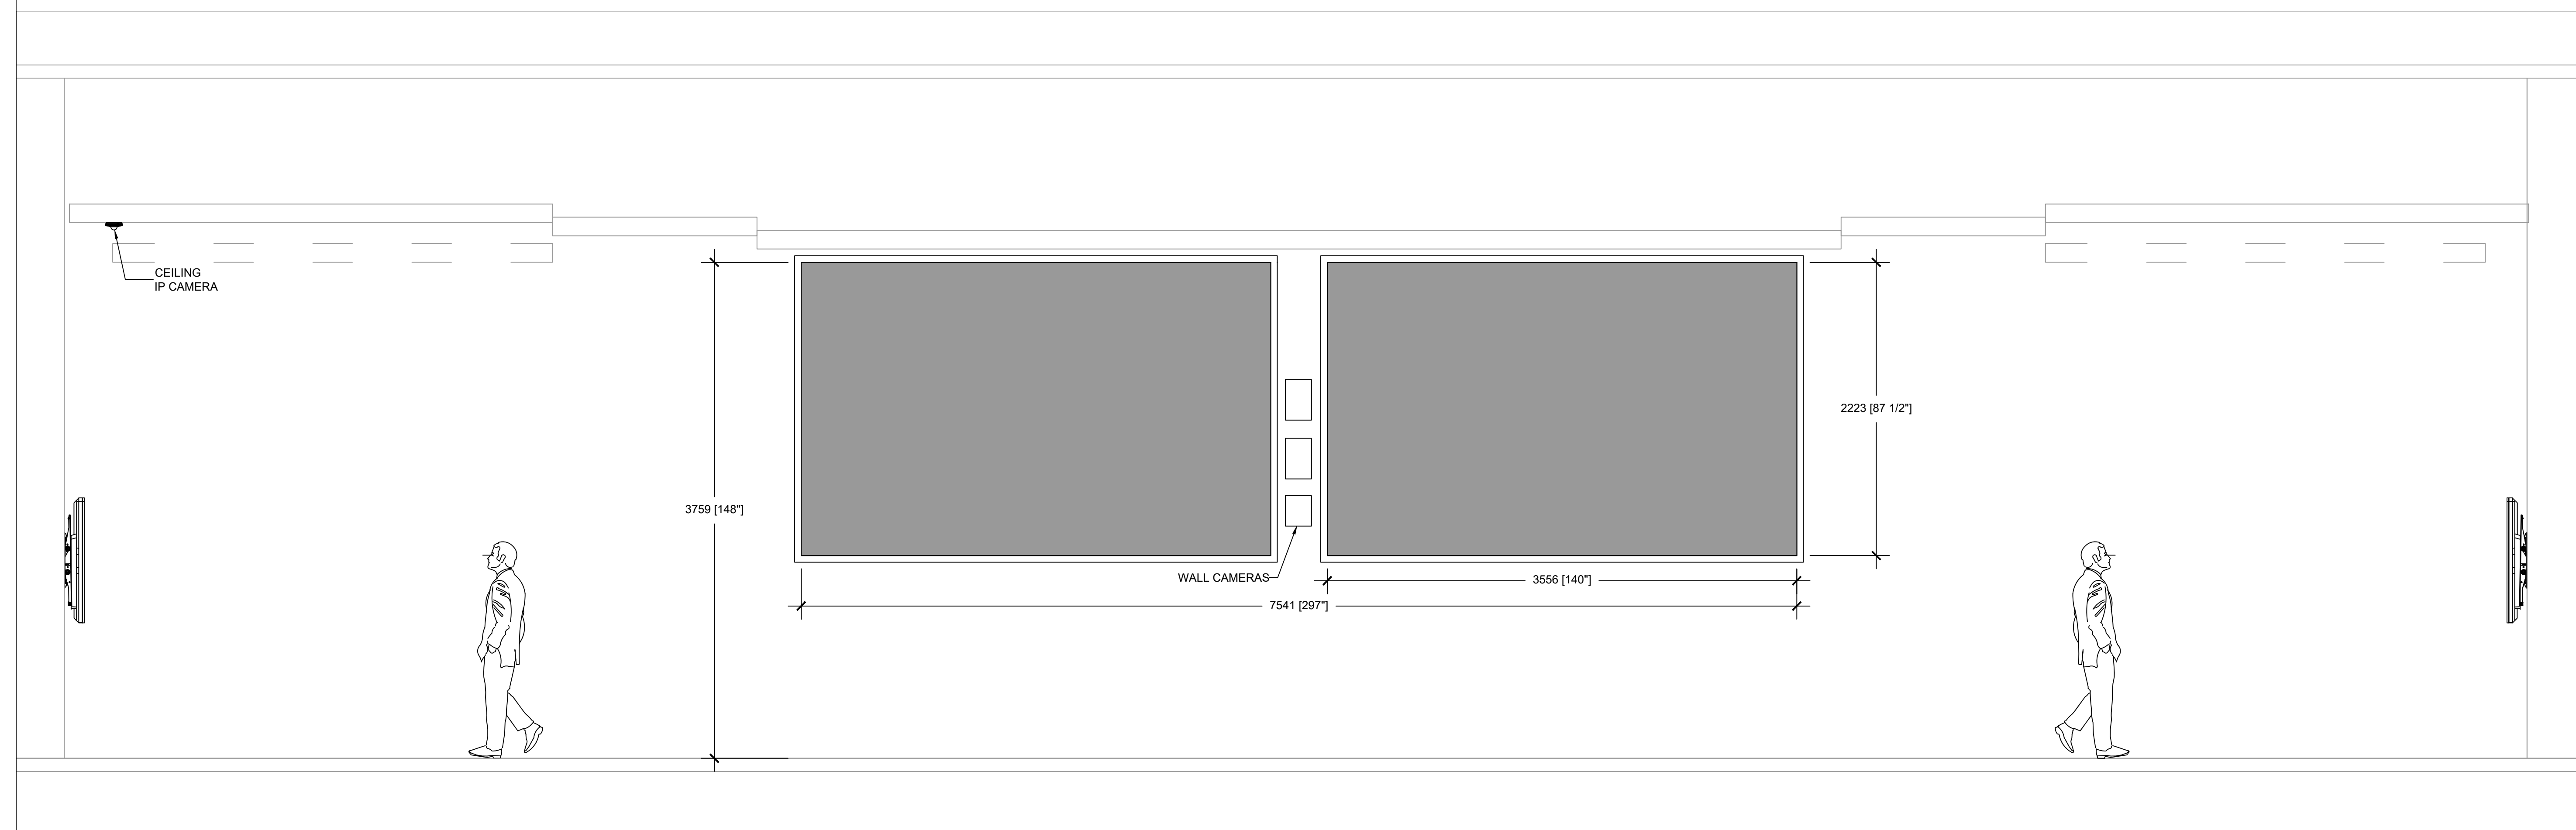 CEILING
IP CAMERA
2223 [87 1/2"]
3759 [148"]
WALL CAMERAS
3556 [140"]
7541 [297"]